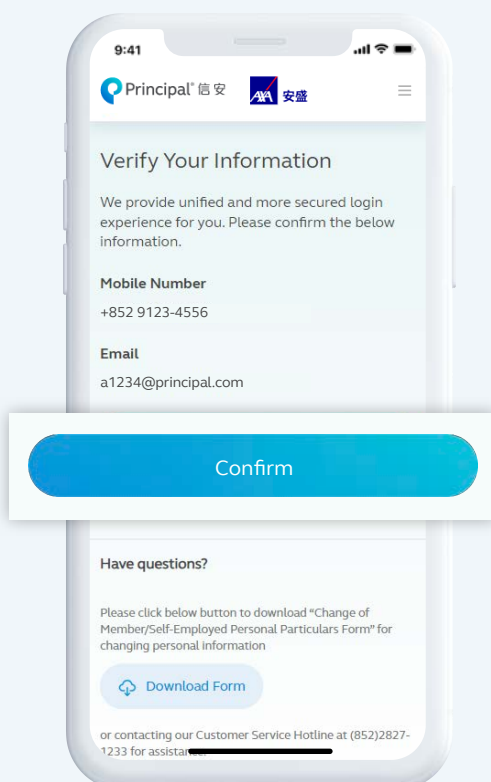 9:41
Principal® 信安 AXA 安盛
Verify Your Information
We provide unified and more secured login
experience for you. Please confirm the below
information.
Mobile Number
+852 9123-4556
Email
a1234@principal.com
Confirm
Have questions?
Please click below button to download “Change of
Member/Self-Employed Personal Particulars Form” for
changing personal information
Download Form
or contacting our Customer Service Hotline at (852)2827-
1233 for